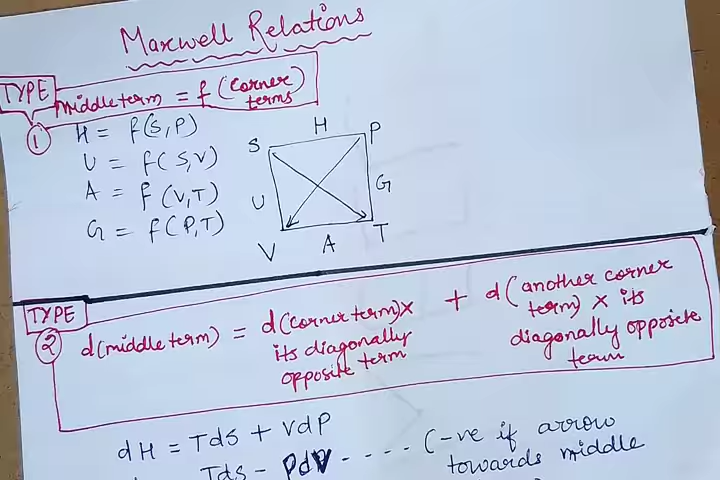 Maxwell Relations
TYPE
1
middle term = f (corner terms)
H = f(S,P)
U = f(S,V)
A = f(V,T)
G = f(P,T)
S H P
U G
V A T
TYPE
2
d(middle term) = d(corner term)x its diagonally opposite term + d(another corner term) x its diagonally opposite term
dH = TdS + VdP
TdS - PdV - - - - (-ve if arrow
towards middle